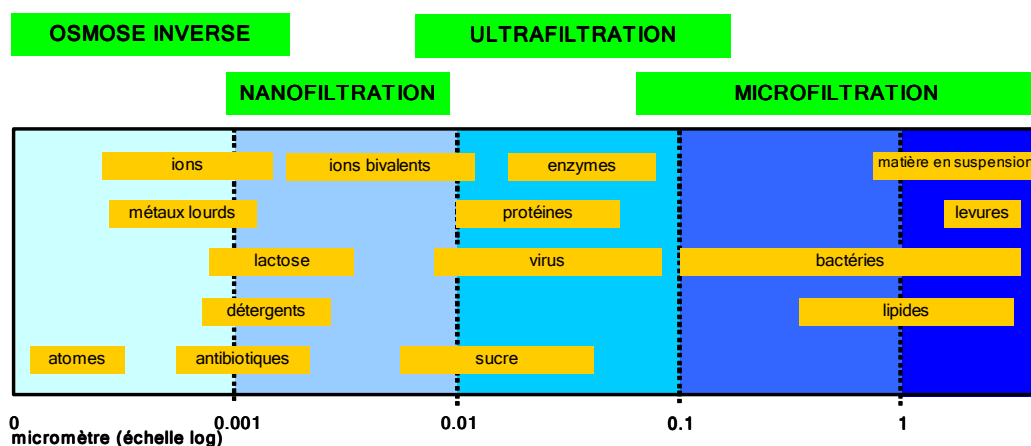 OSMOSE INVERSE
ULTRAFILTRATION
NANOFILTRATION
MICROFILTRATION
ions
ions bivalents
enzymes
matière en suspension
métaux lourds
protéines
levures
lactose
virus
bactéries
détergents
lipides
atomes
antibiotiques
sucre
0
0.001
0.01
0.1
1
micromètre (échelle log)